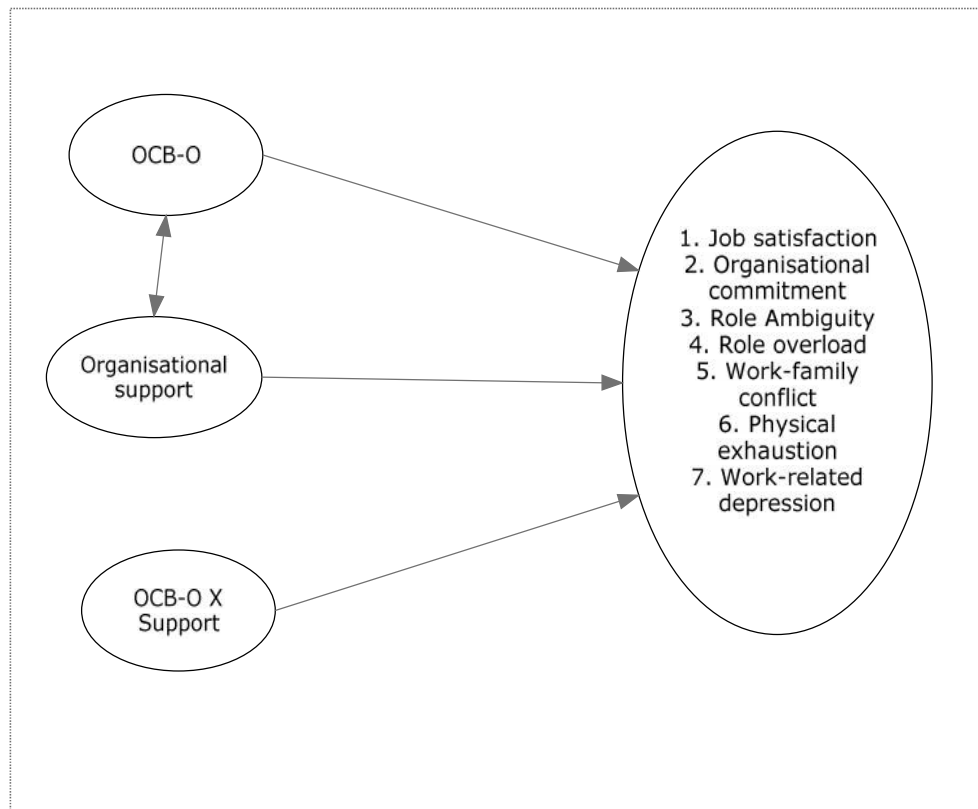 OCB-O
Organisational
support
OCB-O X
Support
1. Job satisfaction
2. Organisational
commitment
3. Role Ambiguity
4. Role overload
5. Work-family
conflict
6. Physical
exhaustion
7. Work-related
depression